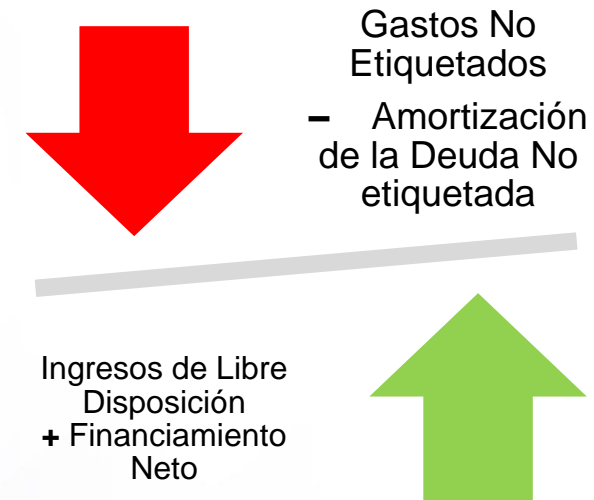 Gastos No
Etiquetados
– Amortización
de la Deuda No
etiquetada
Ingresos de Libre
Disposición
+ Financiamiento
Neto